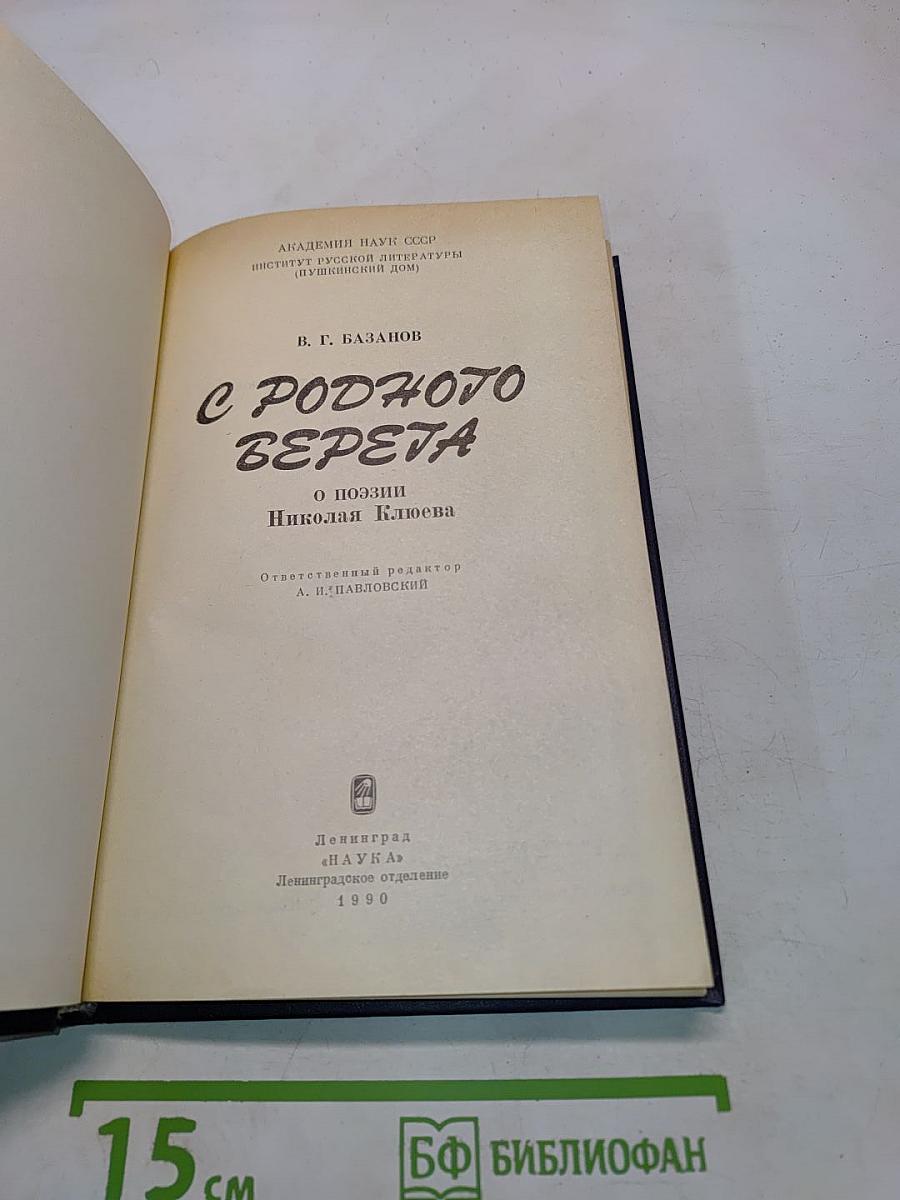 АКАДЕМИЯ НАУК СССР
ИНСТИТУТ РУССКОЙ ЛИТЕРАТУРЫ
(ПУШКИНСКИЙ ДОМ)
В. Г. БАЗАНОВ
С РОДНОГО
БЕРЕГА
О ПОЭЗИИ
Николая Клюева
Ответственный редактор
А. И. ПАВЛОВСКИЙ
Ленинград
«НАУКА»
Ленинградское отделение
1990
15 см
БФ БИБЛИОФАН